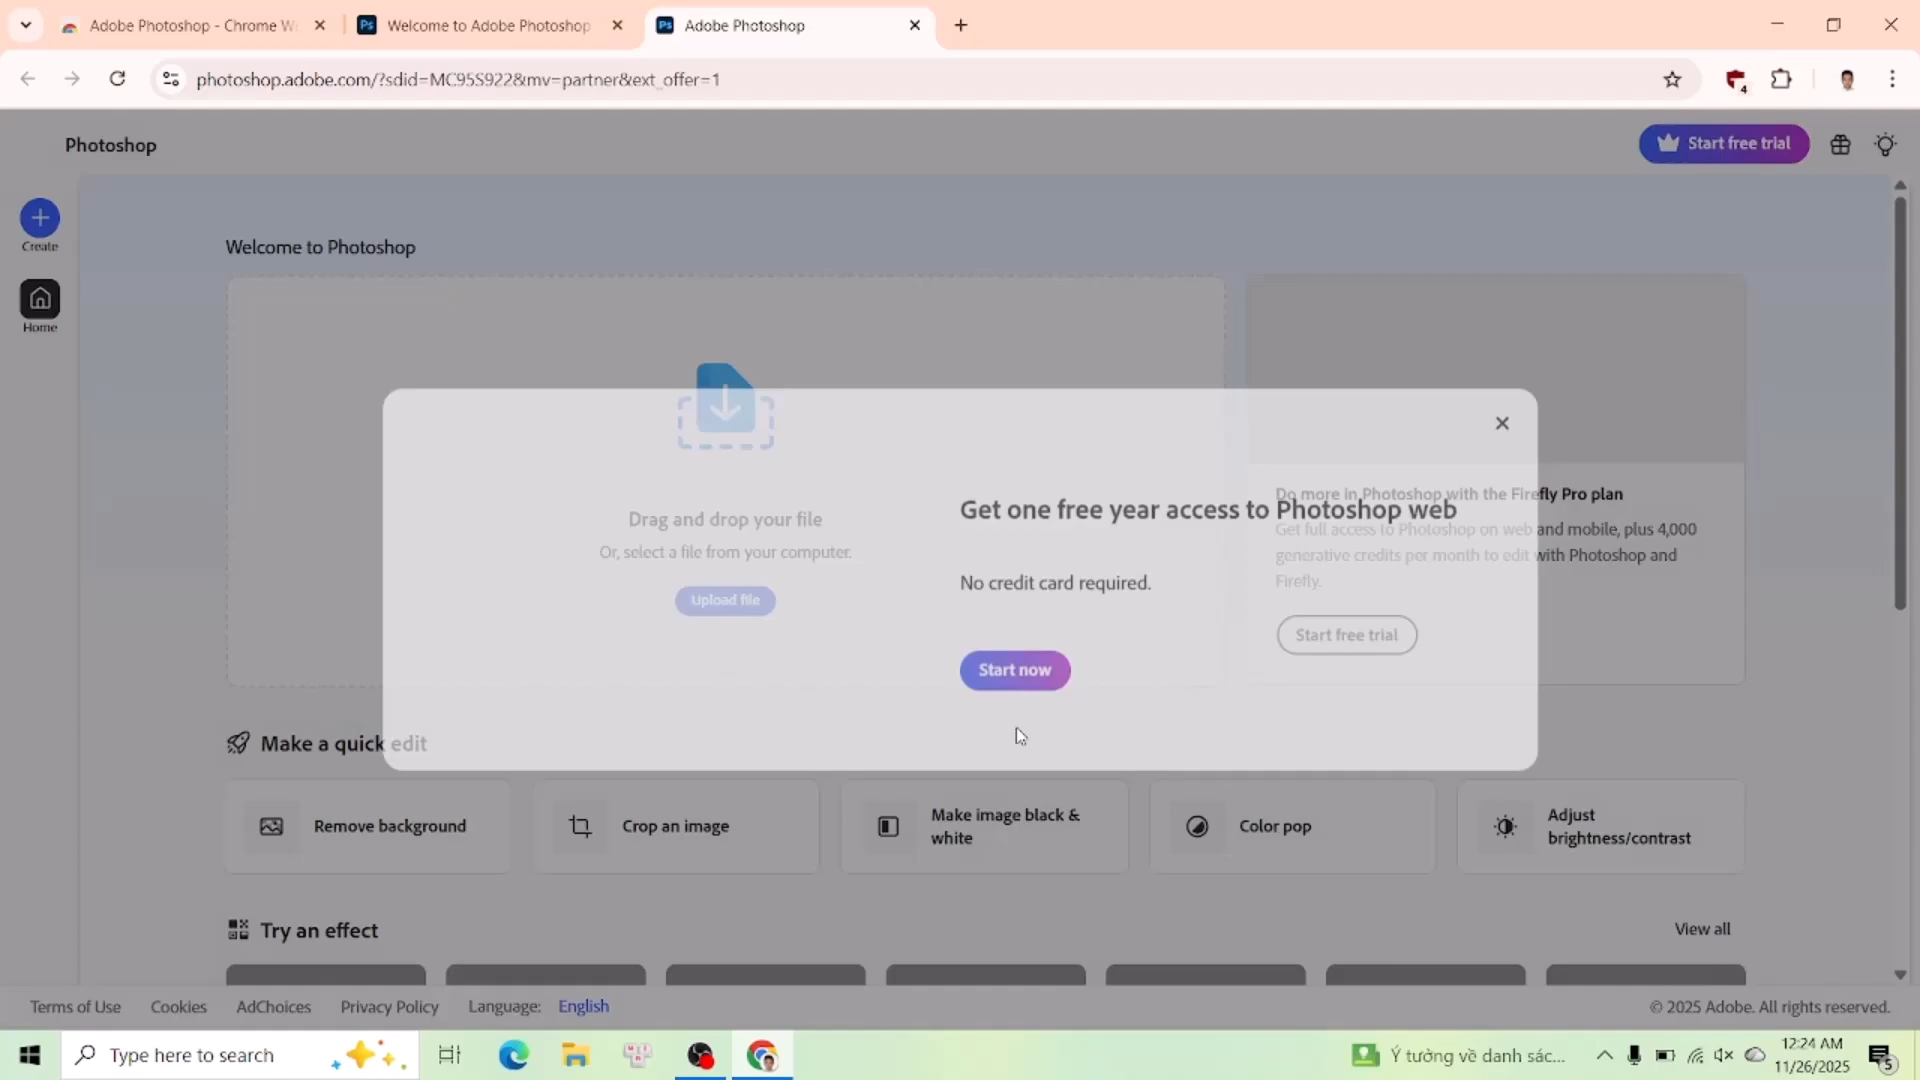 Adobe Photoshop - Chrome W
Welcome to Adobe Photoshop
Adobe Photoshop
photoshop.adobe.com/?sdid=MC95S922&mv=partner&ext_offer=1
4
Photoshop
Start free trial
Create
Home
Welcome to Photoshop
Drag and drop your file
Or, select a file from your computer.
Upload file
Do more in Photoshop with the Firefly Pro plan
Get full access to Photoshop on web and mobile, plus 4,000
generative credits per month to edit with Photoshop and
Firefly.
Start free trial
Get one free year access to Photoshop web
No credit card required.
Start now
Make a quick edit
Remove background
Crop an image
Make image black &
white
Color pop
Adjust
brightness/contrast
Try an effect
View all
Terms of Use
Cookies
AdChoices
Privacy Policy
Language:
English
© 2025 Adobe. All rights reserved.
Type here to search
Ý tưởng về danh sác...
12:24 AM
11/26/2025
5